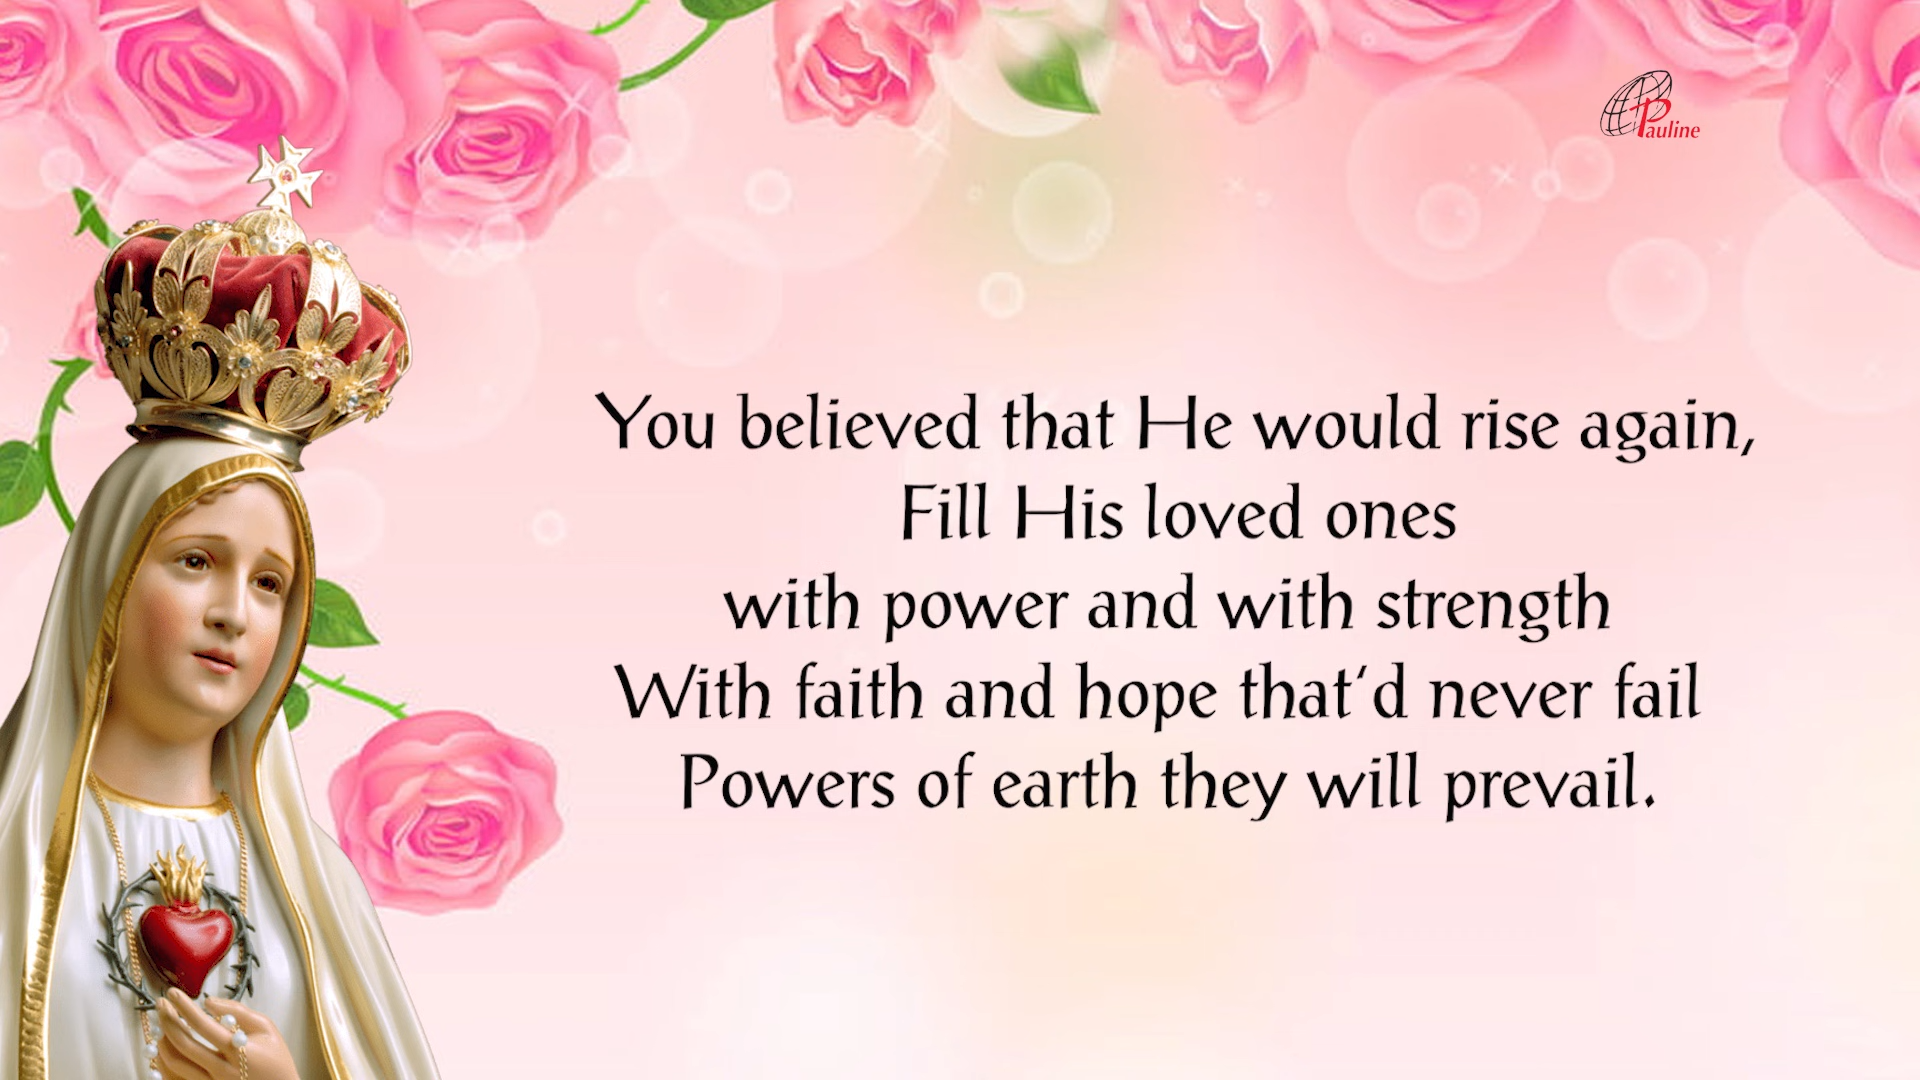 Pauline
You believed that He would rise again,
Fill His loved ones
with power and with strength
With faith and hope that'd never fail
Powers of earth they will prevail.